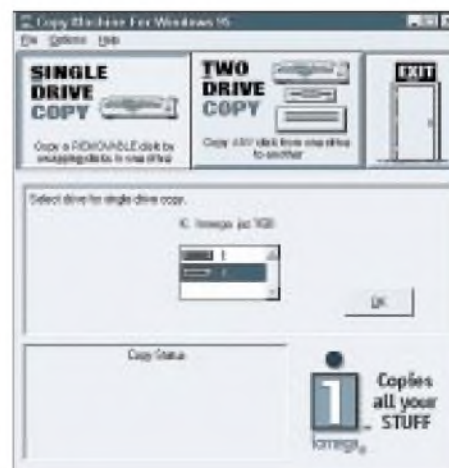 Copy Machine For Windows 95
File Options Help
SINGLE
DRIVE
COPY
Copy a REMOVABLE disk by
swapping disks in one drive
TWO
DRIVE
COPY
Copy ANY disk from one drive
to another
EXIT
Select drive for single drive copy.
Iomega jaz 1GB
OK
Copy Status
Copies
all your
STUFF
iomega